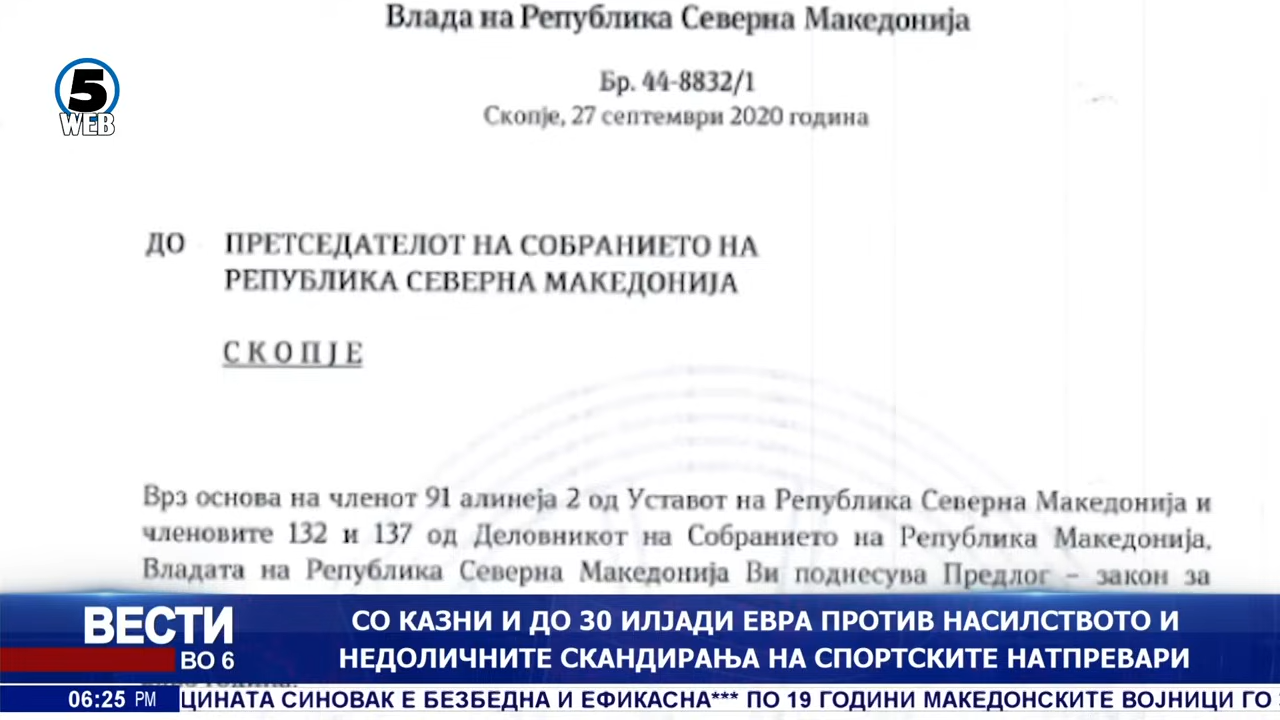 Влада на Република Северна Македонија
Бр. 44-8832/1
Скопје, 27 септември 2020 година
5
WEB
ДО ПРЕТСЕДАТЕЛОТ НА СОБРАНИЕТО НА
РЕПУБЛИКА СЕВЕРНА МАКЕДОНИЈА
СКОПЈЕ
Врз основа на членот 91 алинеја 2 од Уставот на Република Северна Македонија и
членовите 132 и 137 од Деловникот на Собранието на Република Македонија,
Владата на Република Северна Македонија Ви поднесува Предлог – закон за
ВЕСТИ
ВО 6
СО КАЗНИ И ДО 30 ИЛЈАДИ ЕВРА ПРОТИВ НАСИЛСТВОТО И
НЕДОЛИЧНИТЕ СКАНДИРАЊА НА СПОРТСКИТЕ НАТПРЕВАРИ
06:25 PM ЦИНАТА СИНОВАК Е БЕЗБЕДНА И ЕФИКАСНА*** ПО 19 ГОДИНИ МАКЕДОНСКИТЕ ВОЈНИЦИ ГО